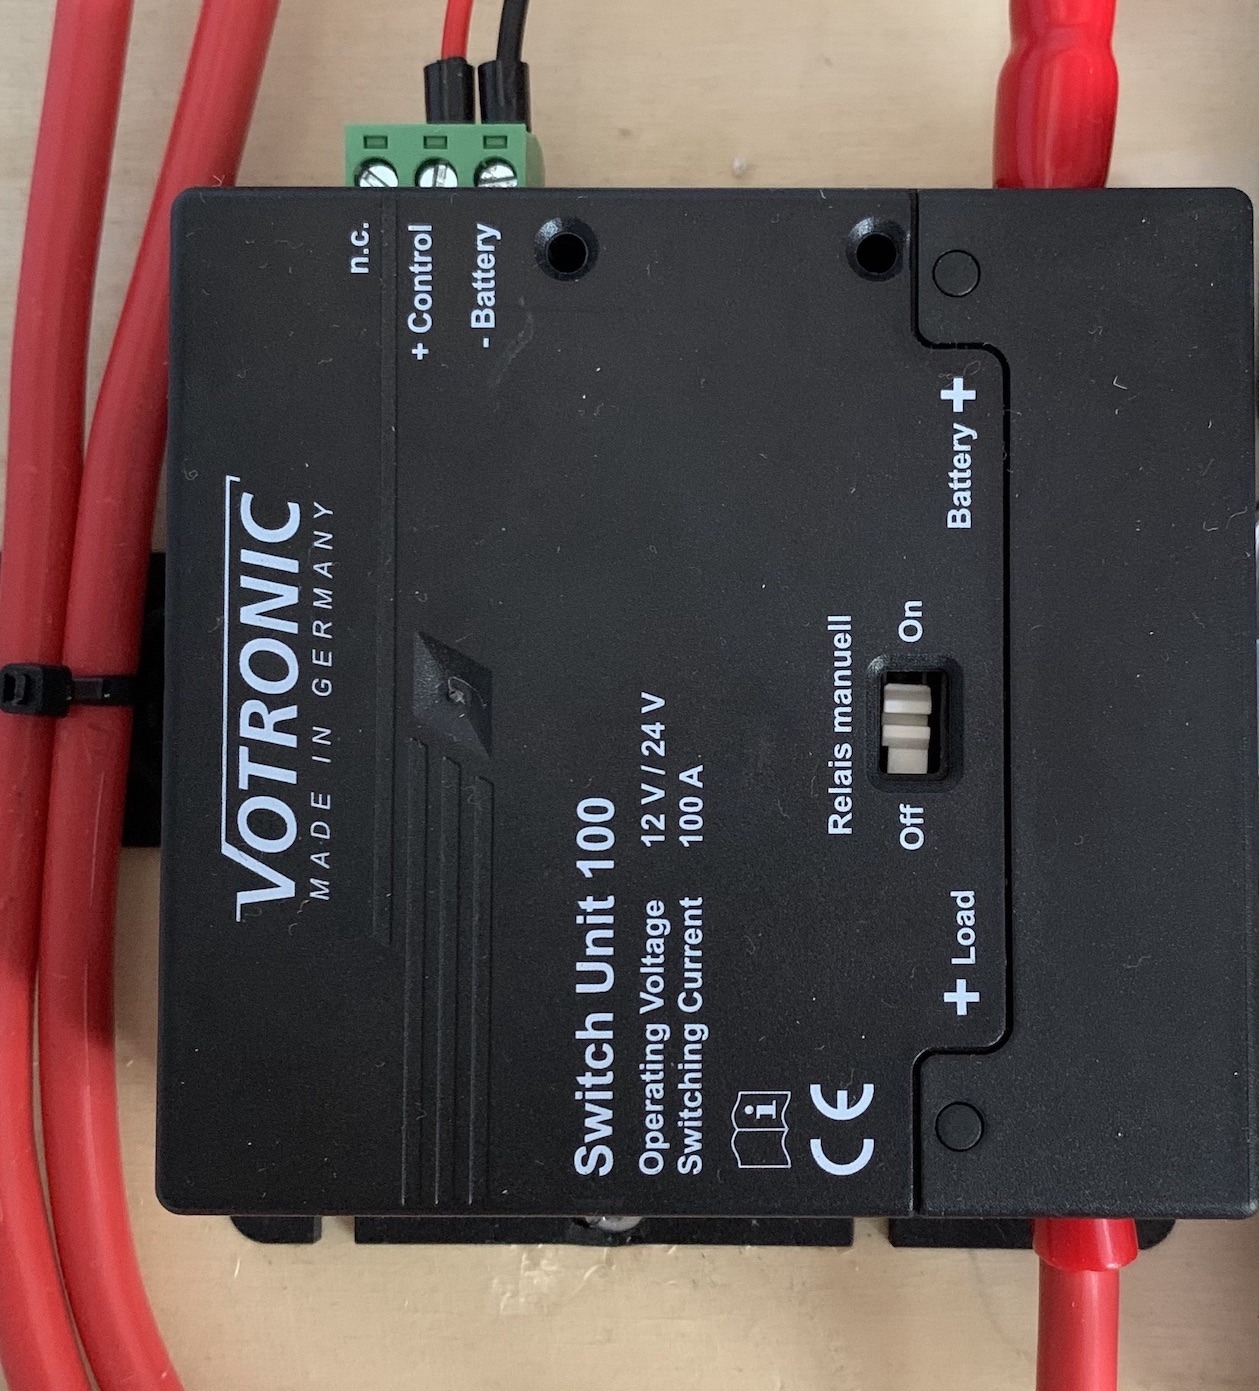 VOTRONIC
MADE IN GERMANY
n.c.
+ Control
- Battery
Switch Unit 100
Operating Voltage 12 V / 24 V
Switching Current 100 A
i
CE
Relais manuell
Off On
+ Load
Battery +